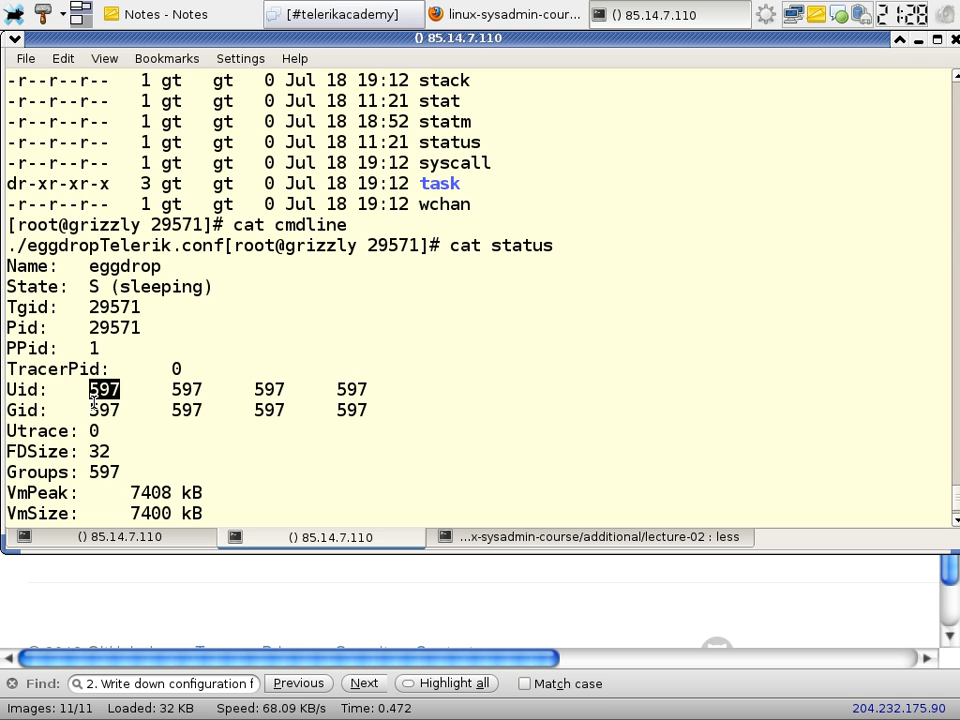 Notes - Notes [#telerikacademy] linux-sysadmin-cour... () 85.14.7.110 21:28
() 85.14.7.110
File Edit View Bookmarks Settings Help
-r--r--r-- 1 gt gt 0 Jul 18 19:12 stack
-r--r--r-- 1 gt gt 0 Jul 18 11:21 stat
-r--r--r-- 1 gt gt 0 Jul 18 18:52 statm
-r--r--r-- 1 gt gt 0 Jul 18 11:21 status
-r--r--r-- 1 gt gt 0 Jul 18 19:12 syscall
dr-xr-xr-x 3 gt gt 0 Jul 18 19:12 task
-r--r--r-- 1 gt gt 0 Jul 18 19:12 wchan
[root@grizzly 29571]# cat cmdline
./eggdropTelerik.conf[root@grizzly 29571]# cat status
Name: eggdrop
State: S (sleeping)
Tgid: 29571
Pid: 29571
PPid: 1
TracerPid: 0
Uid: 597 597 597 597
Gid: 597 597 597 597
Utrace: 0
FDSize: 32
Groups: 597
VmPeak: 7408 kB
VmSize: 7400 kB
() 85.14.7.110 () 85.14.7.110 ...x-sysadmin-course/additional/lecture-02 : less
Find: 2. Write down configuration f Previous Next Highlight all Match case
Images: 11/11 Loaded: 32 KB Speed: 68.09 KB/s Time: 0.472 204.232.175.90